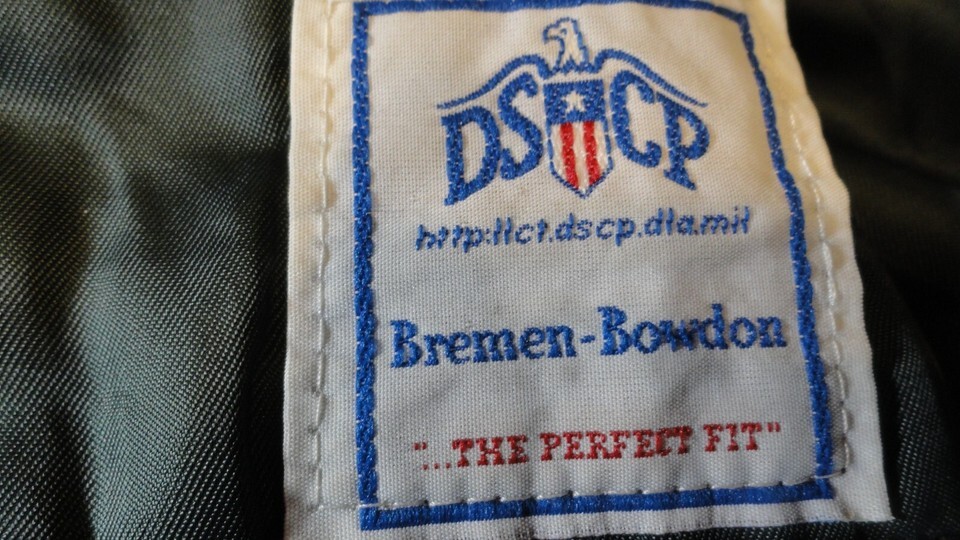 DSCP
http://ct.dscp.dla.mil
Bremen-Bowdon
"...THE PERFECT FIT"